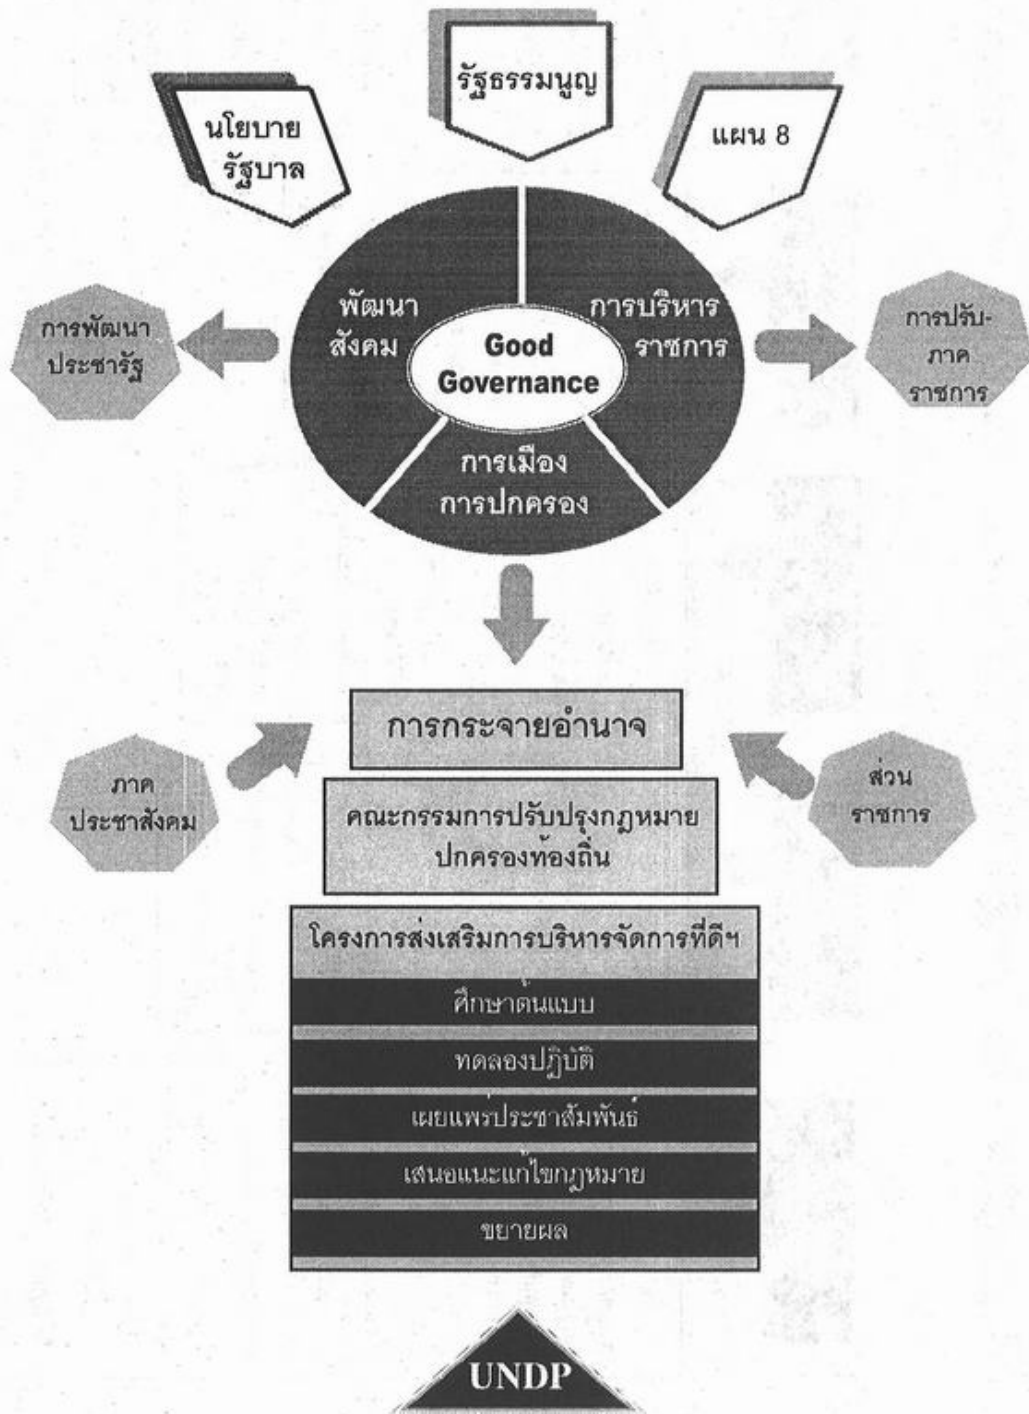 รัฐธรรมนูญ
นโยบาย
รัฐบาล
แผน 8
พัฒนา
สังคม
การบริหาร
ราชการ
Good
Governance
การเมือง
การปกครอง
การพัฒนา
ประชารัฐ
การปรับ-
ภาค
ราชการ
การกระจายอำนาจ
ภาค
ประชาสังคม
ส่วน
ราชการ
คณะกรรมการปรับปรุงกฎหมาย
ปกครองท้องถิ่น
โครงการส่งเสริมการบริหารจัดการที่ดีฯ
ศึกษาต้นแบบ
ทดลองปฏิบัติ
เผยแพร่ประชาสัมพันธ์
เสนอแนะแก้ไขกฎหมาย
ขยายผล
UNDP